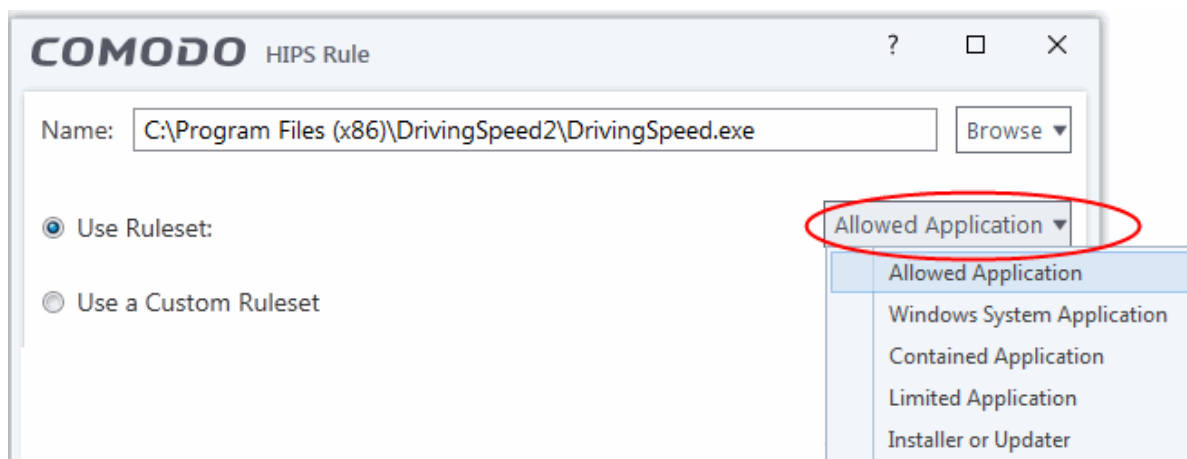 COMODO HIPS Rule ?
Name: C:\Program Files (x86)\DrivingSpeed2\DrivingSpeed.exe Browse
Use Ruleset: Allowed Application
Allowed Application
Use a Custom Ruleset
Windows System Application
Contained Application
Limited Application
Installer or Updater